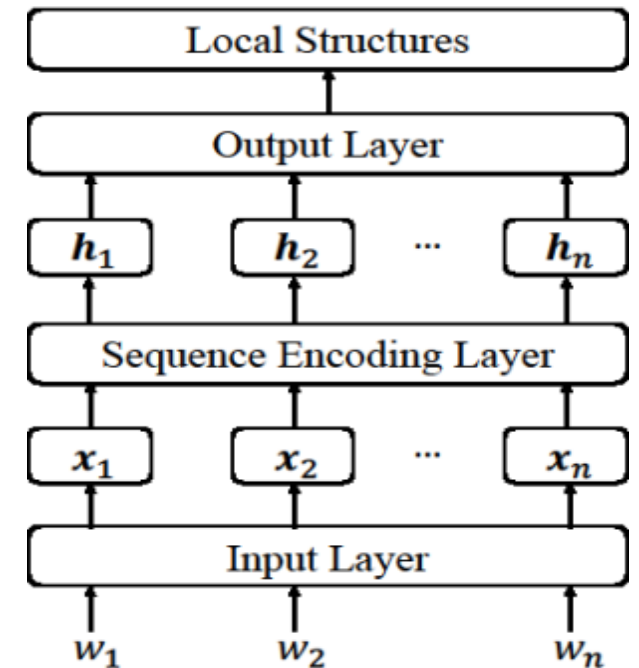 Local Structures
Output Layer
h₁ h₂ ... hₙ
Sequence Encoding Layer
x₁ x₂ ... xₙ
Input Layer
w₁ w₂ wₙ